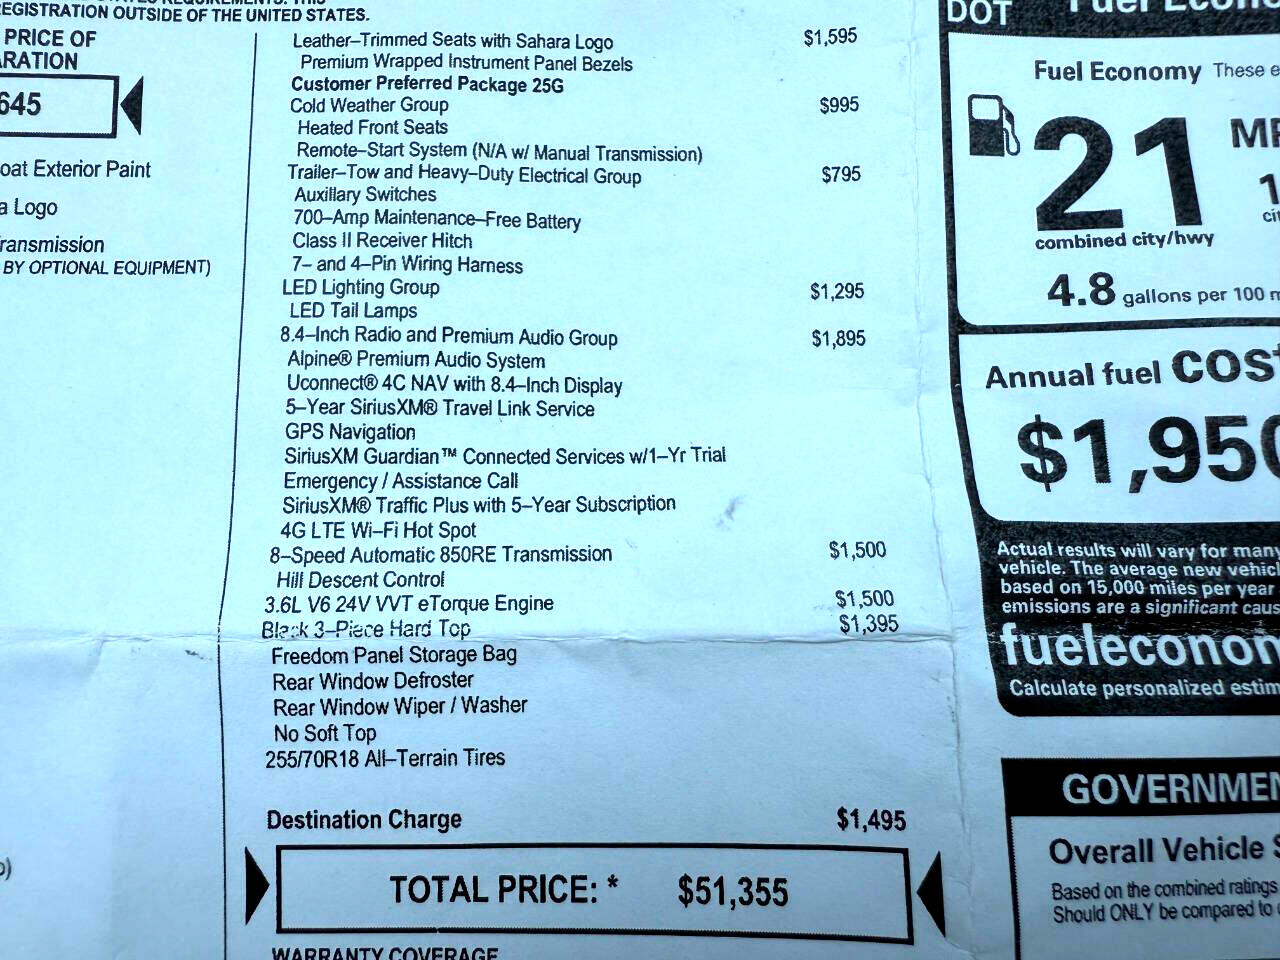 REGISTRATION OUTSIDE OF THE UNITED STATES.
PRICE OF
645
oat Exterior Paint
a Logo
ransmission
BY OPTIONAL EQUIPMENT)
Leather-Trimmed Seats with Sahara Logo $1,595
Premium Wrapped Instrument Panel Bezels
Customer Preferred Package 25G
Cold Weather Group $995
Heated Front Seats
Remote-Start System (N/A w/ Manual Transmission)
Trailer-Tow and Heavy-Duty Electrical Group $795
Auxillary Switches
700-Amp Maintenance-Free Battery
Class II Receiver Hitch
7- and 4-Pin Wiring Harness
LED Lighting Group $1,295
LED Tail Lamps
8.4-Inch Radio and Premium Audio Group $1,895
Alpine® Premium Audio System
Uconnect® 4C NAV with 8.4-Inch Display
5-Year SiriusXM® Travel Link Service
GPS Navigation
SiriusXM Guardian™ Connected Services w/1-Yr Trial
Emergency / Assistance Call
SiriusXM® Traffic Plus with 5-Year Subscription
4G LTE Wi-Fi Hot Spot
8-Speed Automatic 850RE Transmission $1,500
Hill Descent Control
3.6L V6 24V VVT eTorque Engine $1,500
Black 3-Piece Hard Top $1,395
Freedom Panel Storage Bag
Rear Window Defroster
Rear Window Wiper / Washer
No Soft Top
255/70R18 All-Terrain Tires
Destination Charge $1,495
TOTAL PRICE: * $51,355
WARRANTY COVERAGE
DOT Fuel Econo
Fuel Economy These e
21 MP
combined city/hwy
4.8 gallons per 100 m
Annual fuel COST
$1,950
Actual results will vary for many
vehicle. The average new vehicl
based on 15,000 miles per year
emissions are a significant caus
fueleconom
Calculate personalized estim
GOVERNMEN
Overall Vehicle S
Based on the combined ratings
Should ONLY be compared to